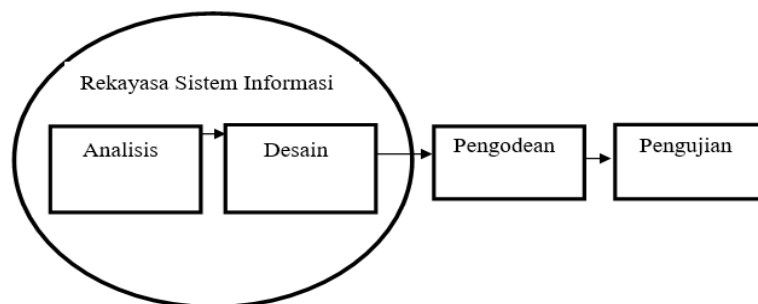 Rekayasa Sistem Informasi
Analisis
Desain
Pengodean
Pengujian